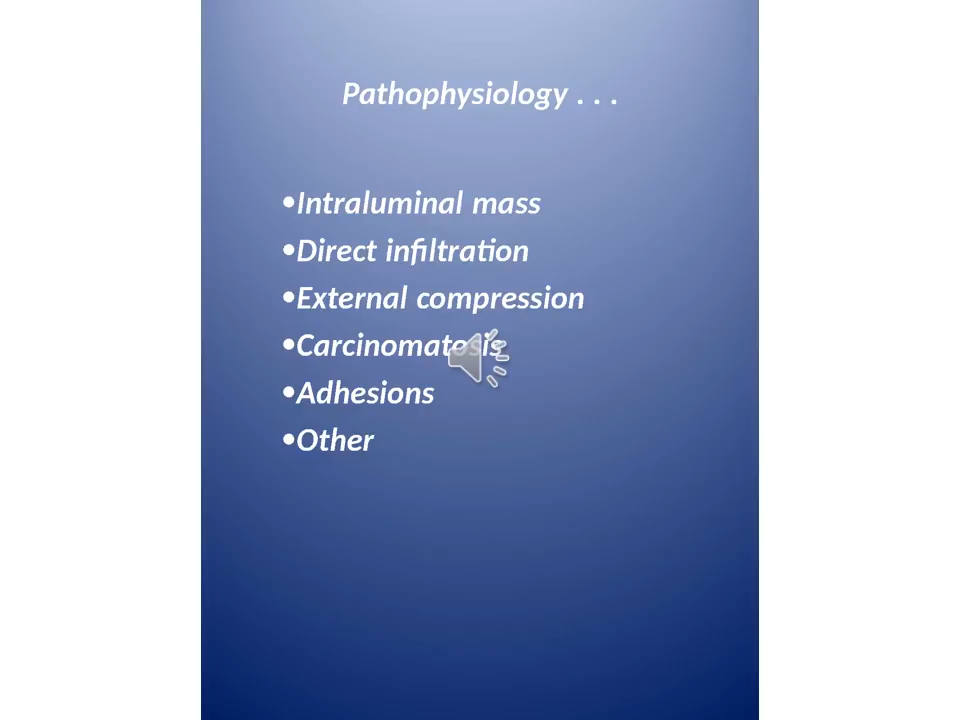 Pathophysiology . . .
•Intraluminal mass
•Direct infiltration
•External compression
•Carcinomatosis
•Adhesions
•Other